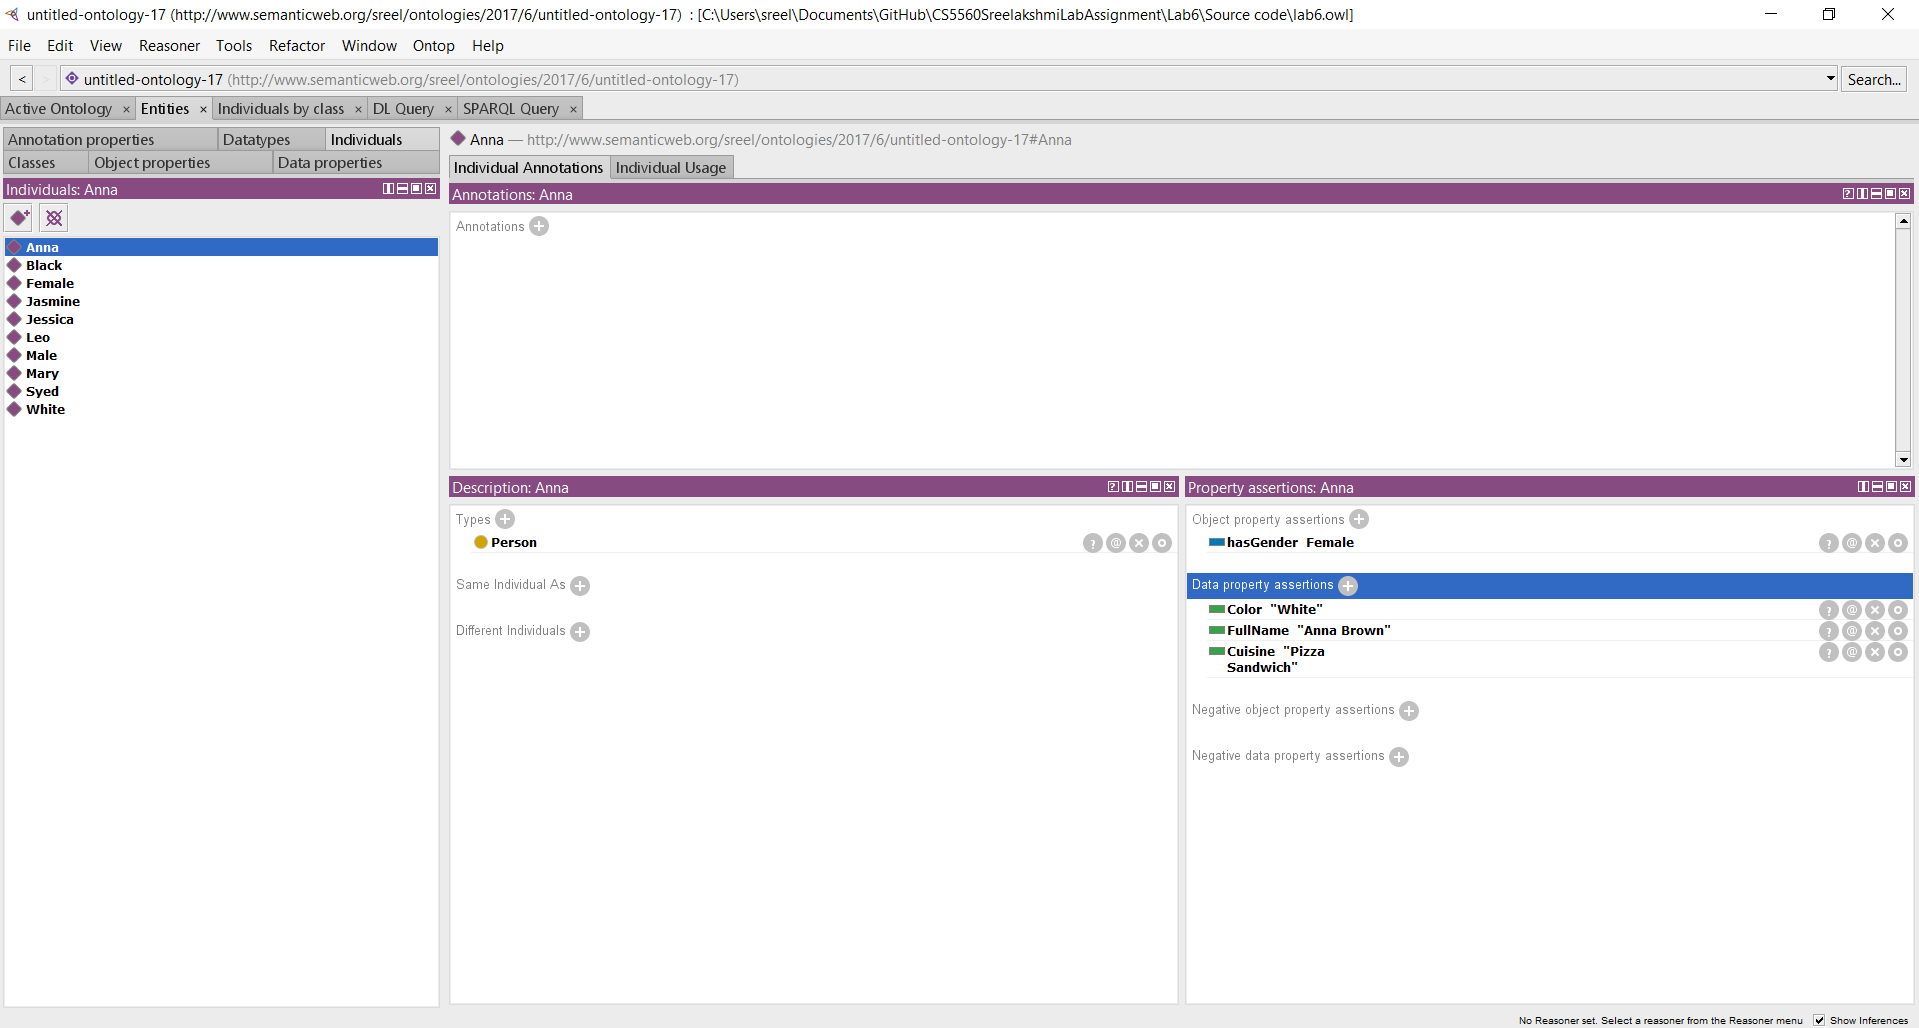 untitled-ontology-17 (http://www.semanticweb.org/sreel/ontologies/2017/6/untitled-ontology-17)  : [C:\Users\sreel\Documents\GitHub\CS5560SreelakshmiLabAssignment\Lab6\Source code\lab6.owl]
File Edit View Reasoner Tools Refactor Window Ontop Help
< > untitled-ontology-17 (http://www.semanticweb.org/sreel/ontologies/2017/6/untitled-ontology-17) Search...
Active Ontology × Entities × Individuals by class × DL Query × SPARQL Query ×
Annotation properties Datatypes Individuals
Classes Object properties Data properties
Individuals: Anna
Anna
Black
Female
Jasmine
Jessica
Leo
Male
Mary
Syed
White
Anna — http://www.semanticweb.org/sreel/ontologies/2017/6/untitled-ontology-17#Anna
Individual Annotations Individual Usage
Annotations: Anna
Annotations
Description: Anna
Types
Person
Same Individual As
Different Individuals
Property assertions: Anna
Object property assertions
hasGender Female
Data property assertions
Color "White"
FullName "Anna Brown"
Cuisine "Pizza
Sandwich"
Negative object property assertions
Negative data property assertions
No Reasoner set. Select a reasoner from the Reasoner menu Show Inferences